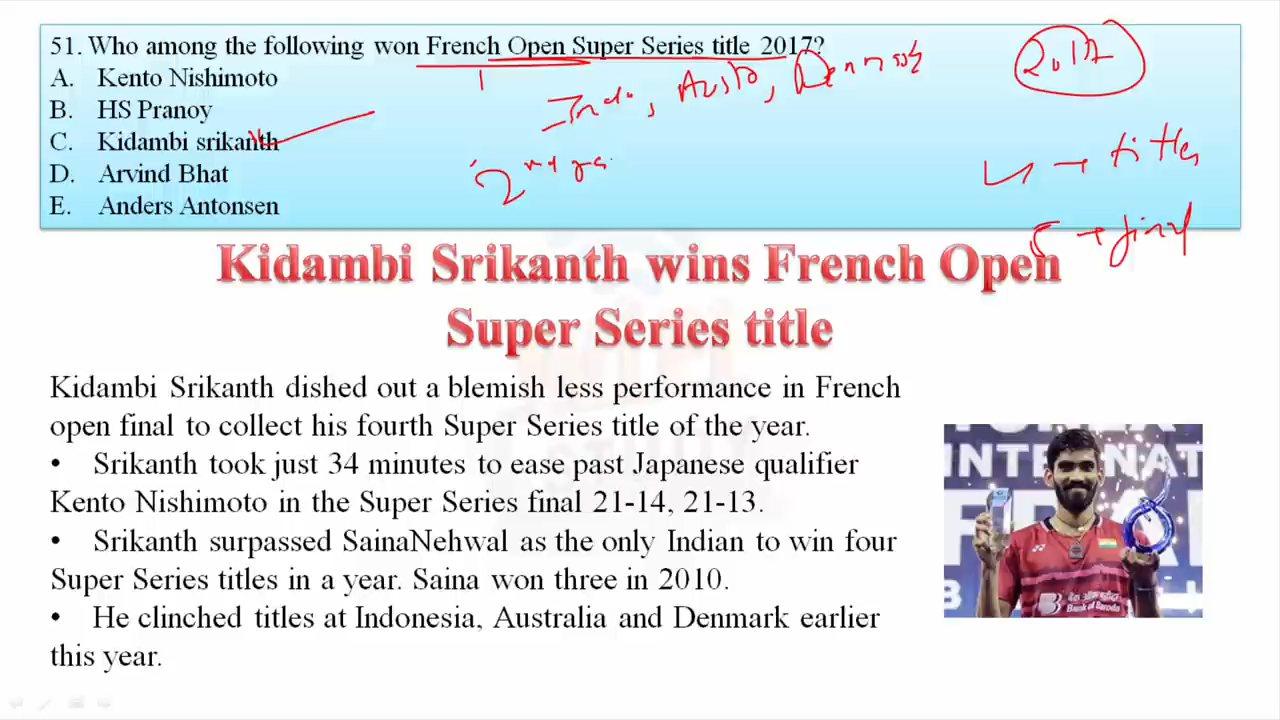 51. Who among the following won French Open Super Series title 2017?
A. Kento Nishimoto
B. HS Pranoy
C. Kidambi srikanth
D. Arvind Bhat
E. Anders Antonsen
2017
titles
final
Kidambi Srikanth wins French Open
Super Series title
Kidambi Srikanth dished out a blemish less performance in French
open final to collect his fourth Super Series title of the year.
• Srikanth took just 34 minutes to ease past Japanese qualifier
Kento Nishimoto in the Super Series final 21-14, 21-13.
• Srikanth surpassed SainaNehwal as the only Indian to win four
Super Series titles in a year. Saina won three in 2010.
• He clinched titles at Indonesia, Australia and Denmark earlier
this year.
Bank of Baroda